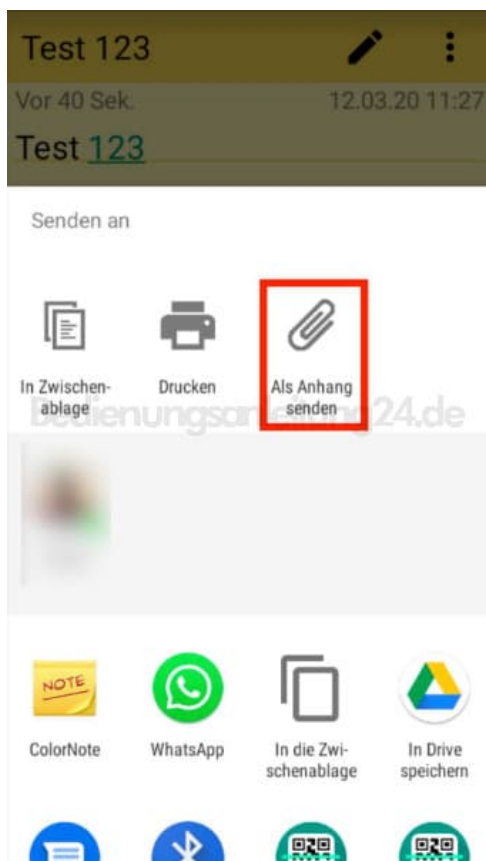 Test 123
Vor 40 Sek. 12.03.20 11:27
Test 123
Senden an
In Zwischen-
ablage
Drucken
Als Anhang
senden
Bedienungsanleitung24.de
NOTE
ColorNote
WhatsApp
In die Zwi-
schenablage
In Drive
speichern